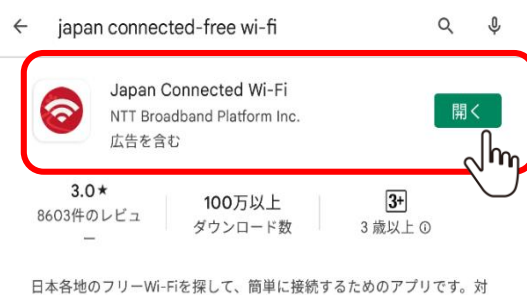 japan connected-free wi-fi
Japan Connected Wi-Fi
NTT Broadband Platform Inc.
広告を含む
開く
3.0★
8603件のレビュ
ー
100万以上
ダウンロード数
3+
3 歳以上
日本各地のフリーWi-Fiを探して、簡単に接続するためのアプリです。対